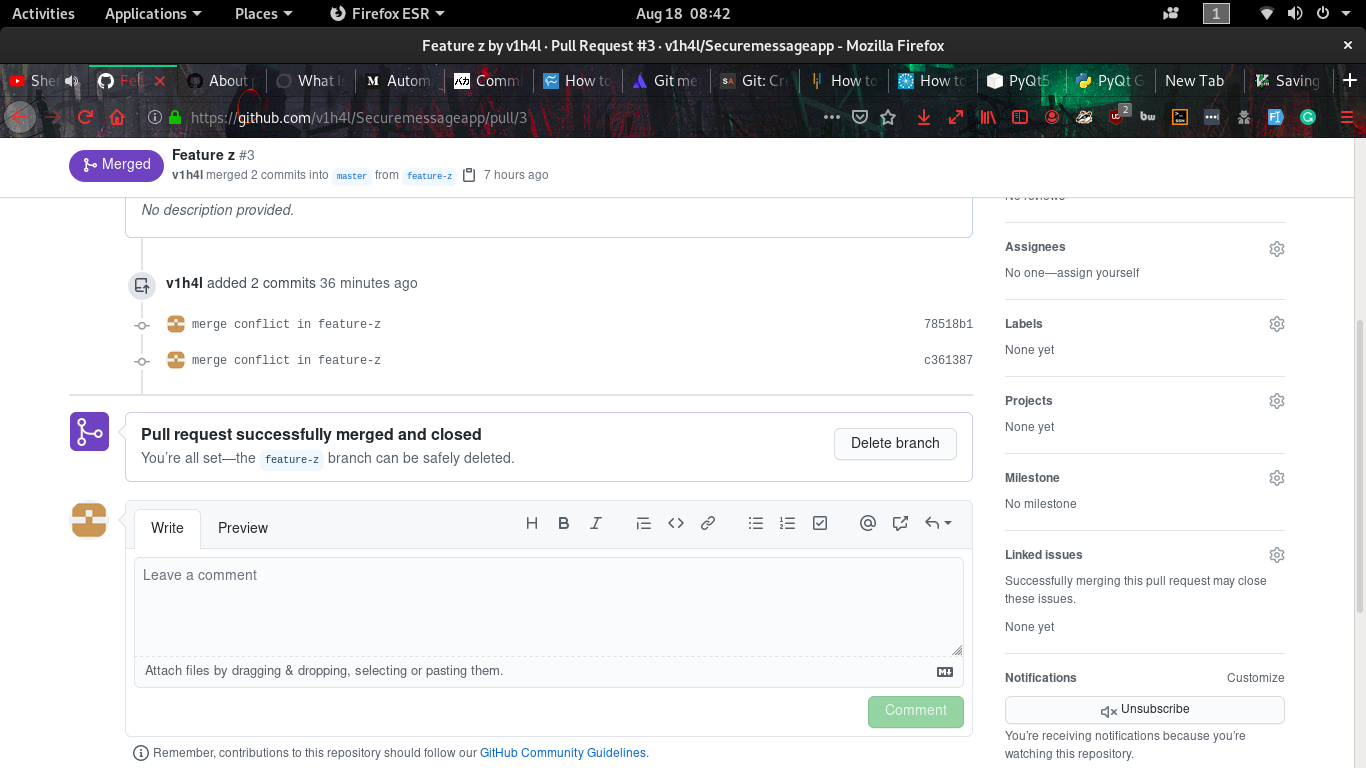 Activities Applications Places Firefox ESR Aug 18 08:42 1
Feature z by v1h4l · Pull Request #3 · v1h4l/Securemessageapp - Mozilla Firefox
She Fe About What I Autom Comm How to Git me Git: Cr How to How to PyQt5 PyQt G New Tab Saving
https://github.com/v1h4l/Securemessageapp/pull/3 2
Merged
Feature z #3
v1h4l merged 2 commits into master from feature-z 7 hours ago
No description provided.
v1h4l added 2 commits 36 minutes ago
merge conflict in feature-z 78518b1
merge conflict in feature-z c361387
Pull request successfully merged and closed
You're all set—the feature-z branch can be safely deleted.
Delete branch
Write Preview
Leave a comment
Attach files by dragging & dropping, selecting or pasting them.
Comment
Remember, contributions to this repository should follow our GitHub Community Guidelines.
No reviews
Assignees
No one—assign yourself
Labels
None yet
Projects
None yet
Milestone
No milestone
Linked issues
Successfully merging this pull request may close
these issues.
None yet
Notifications Customize
Unsubscribe
You're receiving notifications because you're
watching this repository.